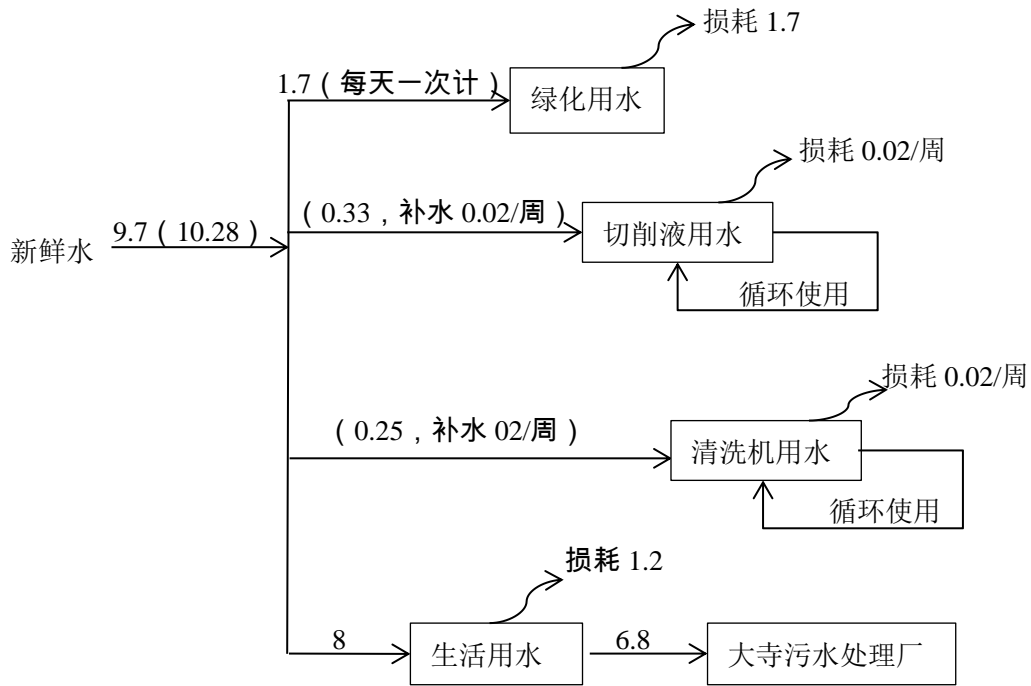 损耗 1.7
1.7（每天一次计）
绿化用水
损耗 0.02/周
（0.33，补水 0.02/周）
切削液用水
9.7（10.28）
新鲜水
循环使用
损耗 0.02/周
（0.25，补水 02/周）
清洗机用水
循环使用
损耗 1.2
8
生活用水
6.8
大寺污水处理厂